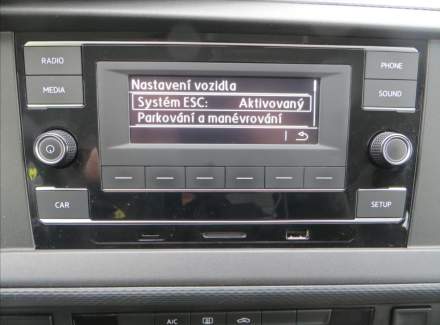 RADIO
PHONE
MEDIA
SOUND
Nastavení vozidla
Systém ESC: Aktivovaný
Parkování a manévrování
CAR
SETUP
A/C